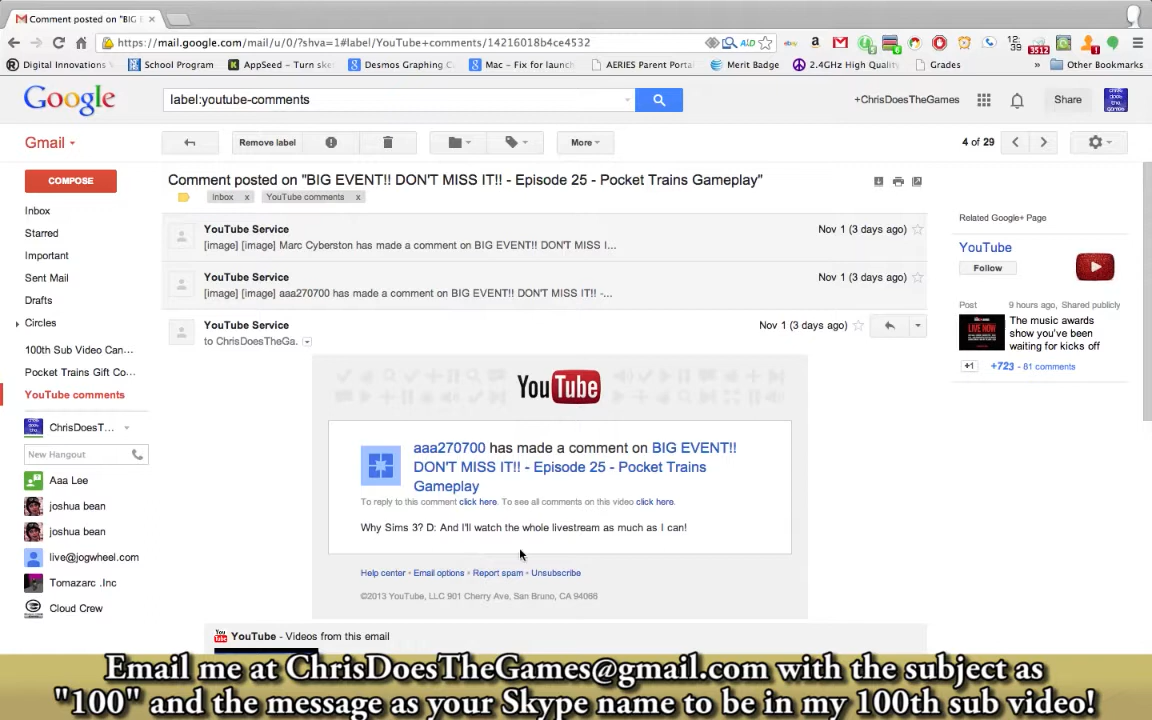 Comment posted on "BIG E
https://mail.google.com/mail/u/0/?shva=1#label/YouTube+comments/14216018b4ce4532
Digital Innovations
School Program
AppSeed - Turn sk
Desmos Graphing C
Mac - Fix for launch
AERIES Parent Portal
Merit Badge
2.4GHz High Quality
Grades
»
Other Bookmarks
Google
label:youtube-comments
+ChrisDoesTheGames
Share
Gmail
Remove label
More
4 of 29
COMPOSE
Comment posted on "BIG EVENT!! DON'T MISS IT!! - Episode 25 - Pocket Trains Gameplay"
Inbox x
YouTube comments x
Inbox
Starred
Important
Sent Mail
Drafts
Circles
100th Sub Video Can...
Pocket Trains Gift Co...
YouTube comments
ChrisDoesT...
New Hangout
Aaa Lee
joshua bean
joshua bean
live@jogwheel.com
Tomazarc .Inc
Cloud Crew
YouTube Service
Nov 1 (3 days ago)
[image] [image] Marc Cyberston has made a comment on BIG EVENT!! DON'T MISS I...
YouTube Service
Nov 1 (3 days ago)
[image] [image] aaa270700 has made a comment on BIG EVENT!! DON'T MISS IT!! -...
YouTube Service
Nov 1 (3 days ago)
to ChrisDoesTheGa.
YouTube
aaa270700 has made a comment on BIG EVENT!!
DON'T MISS IT!! - Episode 25 - Pocket Trains
Gameplay
To reply to this comment click here. To see all comments on this video click here.
Why Sims 3? D: And I'll watch the whole livestream as much as I can!
Help center • Email options • Report spam • Unsubscribe
©2013 YouTube, LLC 901 Cherry Ave, San Bruno, CA 94066
YouTube - Videos from this email
Related Google+ Page
YouTube
Follow
Post
9 hours ago, Shared publicly
The music awards
show you've been
waiting for kicks off
+1
+723 - 81 comments
Email me at ChrisDoesTheGames@gmail.com with the subject as
"100" and the message as your Skype name to be in my 100th sub video!